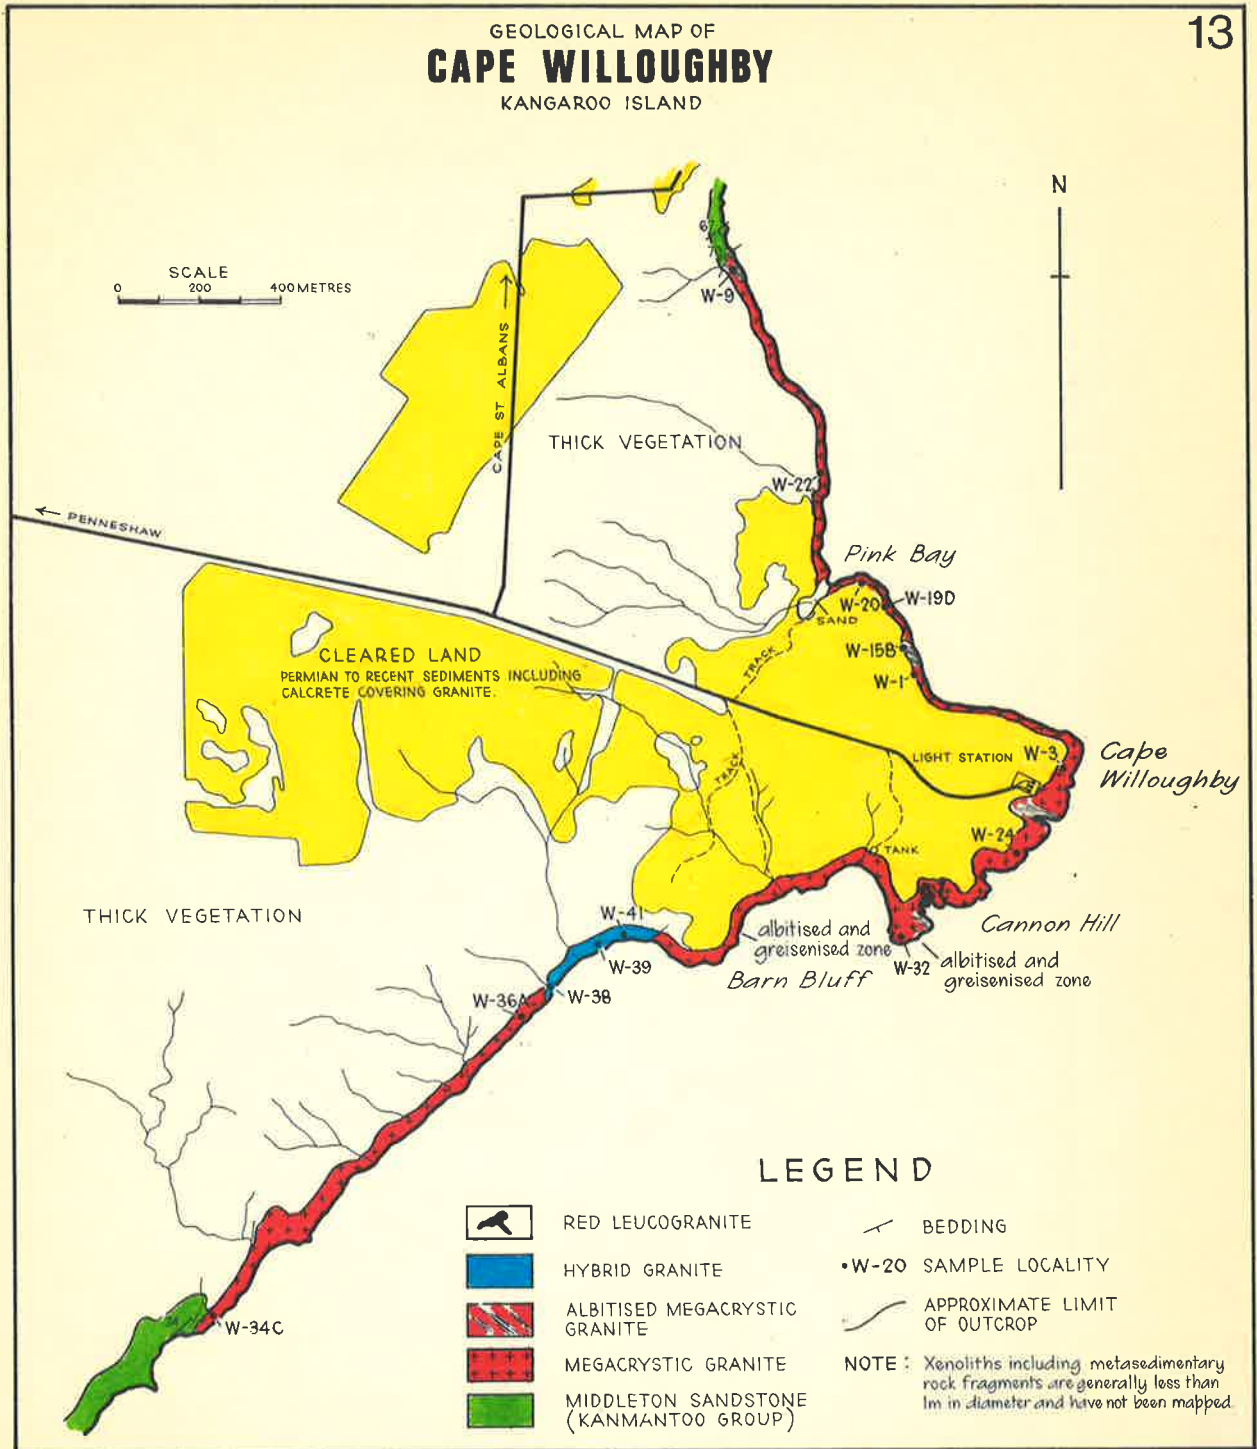 13
GEOLOGICAL MAP OF
CAPE WILLOUGHBY
KANGAROO ISLAND
N
SCALE
0 200 400 METRES
67
W-9
CAPE ST ALBANS
THICK VEGETATION
W-22
PENNESHAW
Pink Bay
W-20
W-19D
SAND
TRACK
W-15B
W-1
CLEARED LAND
PERMIAN TO RECENT SEDIMENTS INCLUDING
CALCRETE COVERING GRANITE.
TRACK
LIGHT STATION
W-3
Cape
Willoughby
W-24
TANK
THICK VEGETATION
W-41
albitised and
greisenised zone
Cannon Hill
W-39
W-32
albitised and
greisenised zone
Barn Bluff
W-36A
W-38
W-34C
LEGEND
RED LEUCOGRANITE
HYBRID GRANITE
ALBITISED MEGACRYSTIC
GRANITE
MEGACRYSTIC GRANITE
MIDDLETON SANDSTONE
(KANMANTOO GROUP)
BEDDING
•W-20 SAMPLE LOCALITY
APPROXIMATE LIMIT
OF OUTCROP
NOTE: Xenoliths including metasedimentary
rock fragments are generally less than
1m in diameter and have not been mapped.